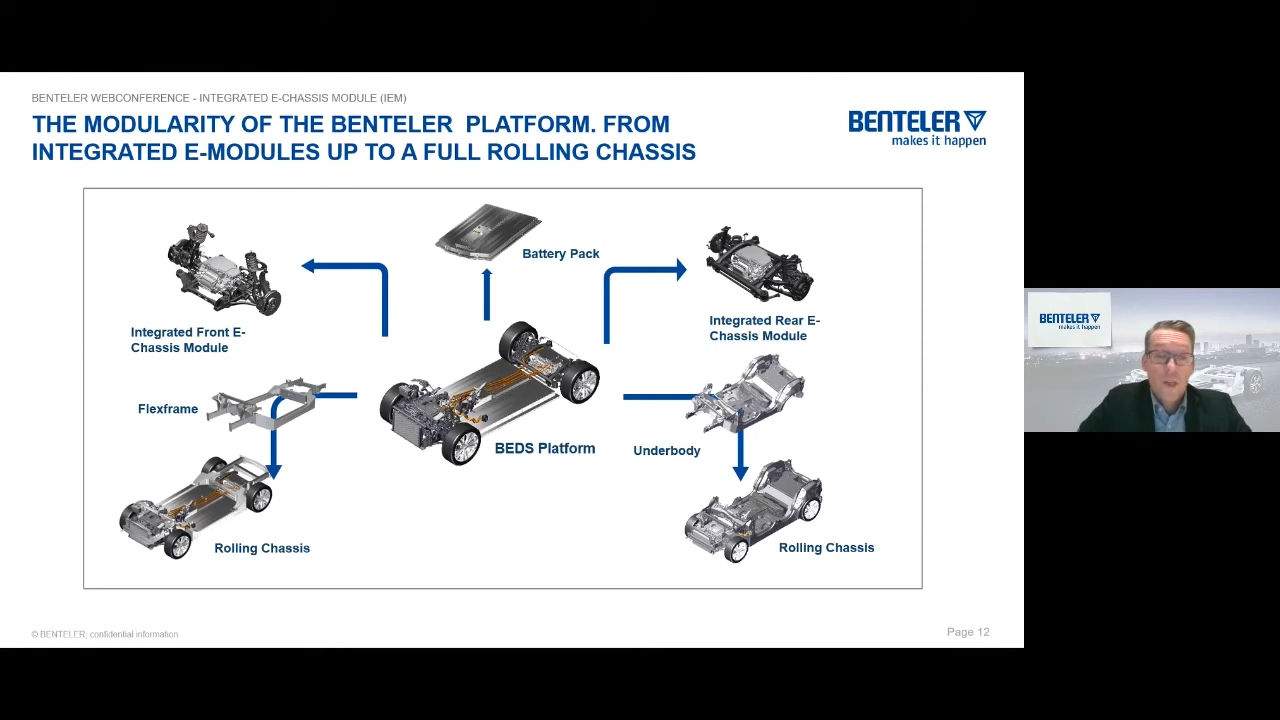 BENTELER WEBCONFERENCE - INTEGRATED E-CHASSIS MODULE (IEM)
THE MODULARITY OF THE BENTELER PLATFORM. FROM
INTEGRATED E-MODULES UP TO A FULL ROLLING CHASSIS
BENTELER
makes it happen
Battery Pack
Integrated Front E-
Chassis Module
Integrated Rear E-
Chassis Module
Flexframe
BEDS Platform
Underbody
Rolling Chassis
Rolling Chassis
© BENTELER, confidential information
Page 12
BENTELER
makes it happen